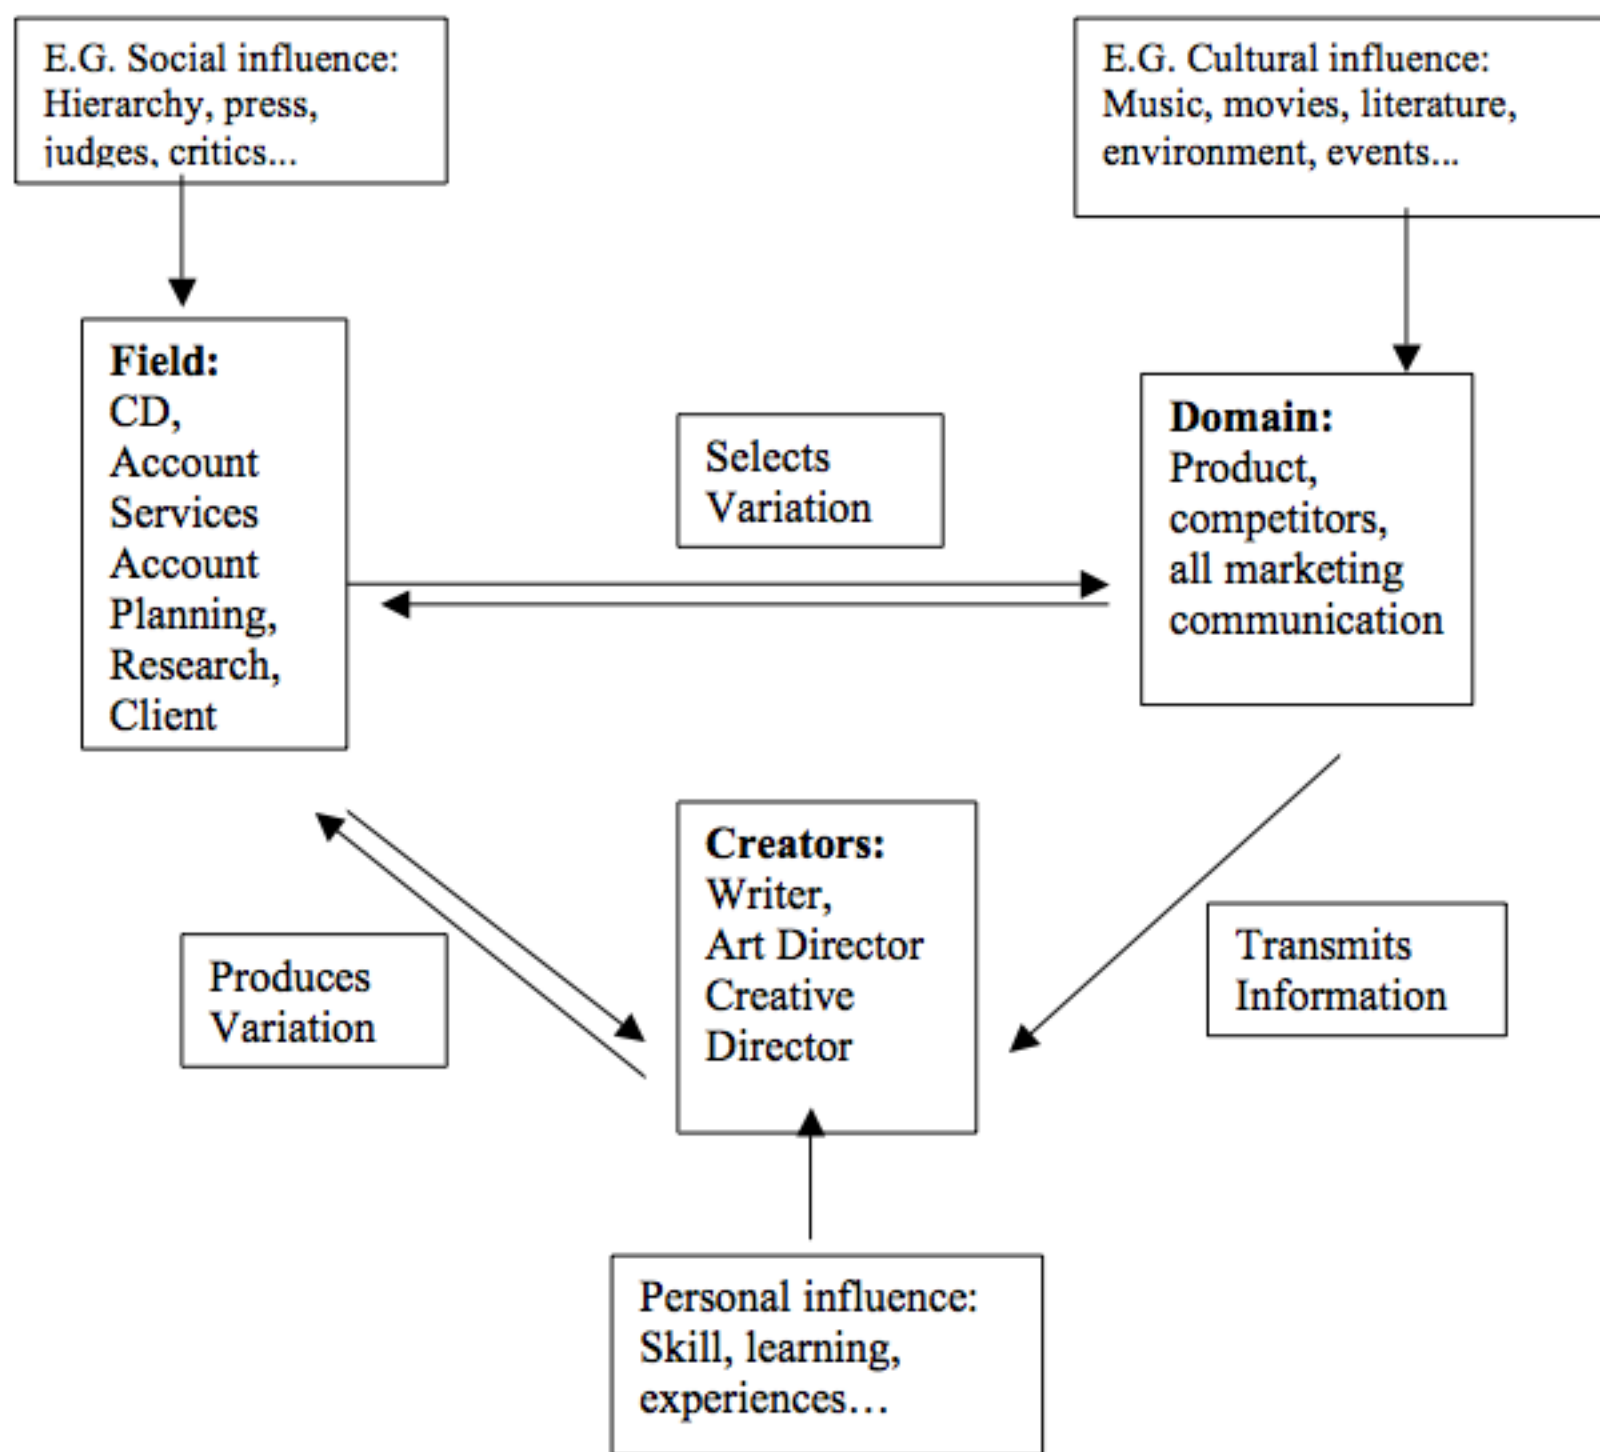 E.G. Social influence:
Hierarchy, press,
judges, critics...
E.G. Cultural influence:
Music, movies, literature,
environment, events...
Field:
CD,
Account
Services
Account
Planning,
Research,
Client
Selects
Variation
Domain:
Product,
competitors,
all marketing
communication
Creators:
Writer,
Art Director
Creative
Director
Produces
Variation
Transmits
Information
Personal influence:
Skill, learning,
experiences…